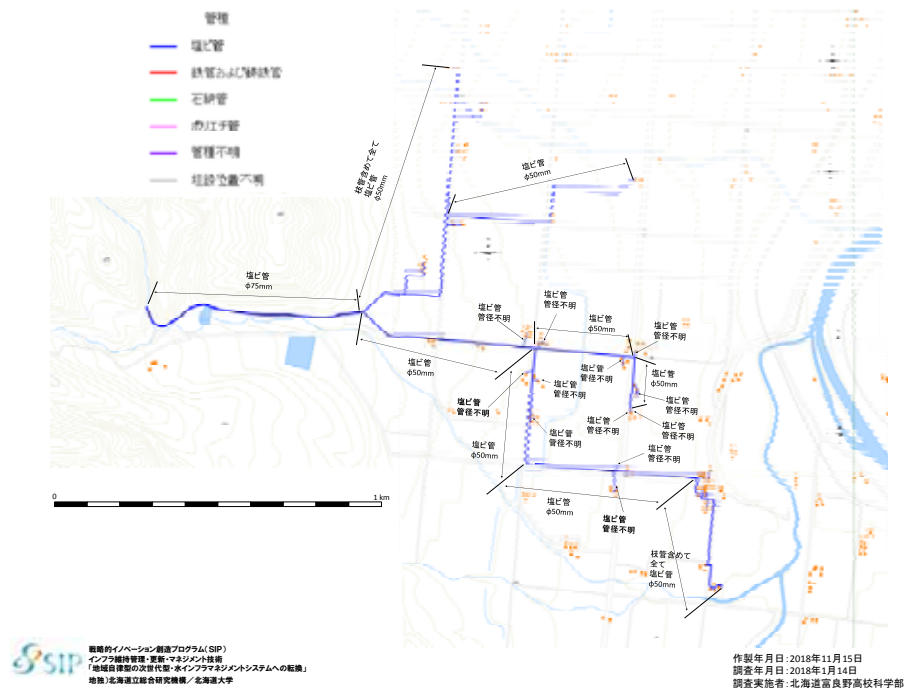 管種
塩ビ管
鉄管および鋳鉄管
石綿管
ポリエチ管
管種不明
埋設位置不明
枝管含めて全て
塩ビ管
φ50mm
塩ビ管
φ50mm
塩ビ管
φ75mm
塩ビ管
管径不明
塩ビ管
管径不明
塩ビ管
φ50mm
塩ビ管
管径不明
塩ビ管
φ50mm
塩ビ管
管径不明
塩ビ管
φ50mm
塩ビ管
管径不明
塩ビ管
管径不明
塩ビ管
管径不明
塩ビ管
管径不明
塩ビ管
管径不明
塩ビ管
管径不明
塩ビ管
φ50mm
塩ビ管
管径不明
塩ビ管
φ50mm
塩ビ管
管径不明
枝管含めて
全て
塩ビ管
φ50mm
0
1 km
SIP
戦略的イノベーション創造プログラム(SIP)
インフラ維持管理・更新・マネジメント技術
「地域自律型の次世代型・水インフラマネジメントシステムへの転換」
地独)北海道立総合研究機構/北海道大学
作製年月日:2018年11月15日
調査年月日:2018年1月14日
調査実施者:北海道富良野高校科学部